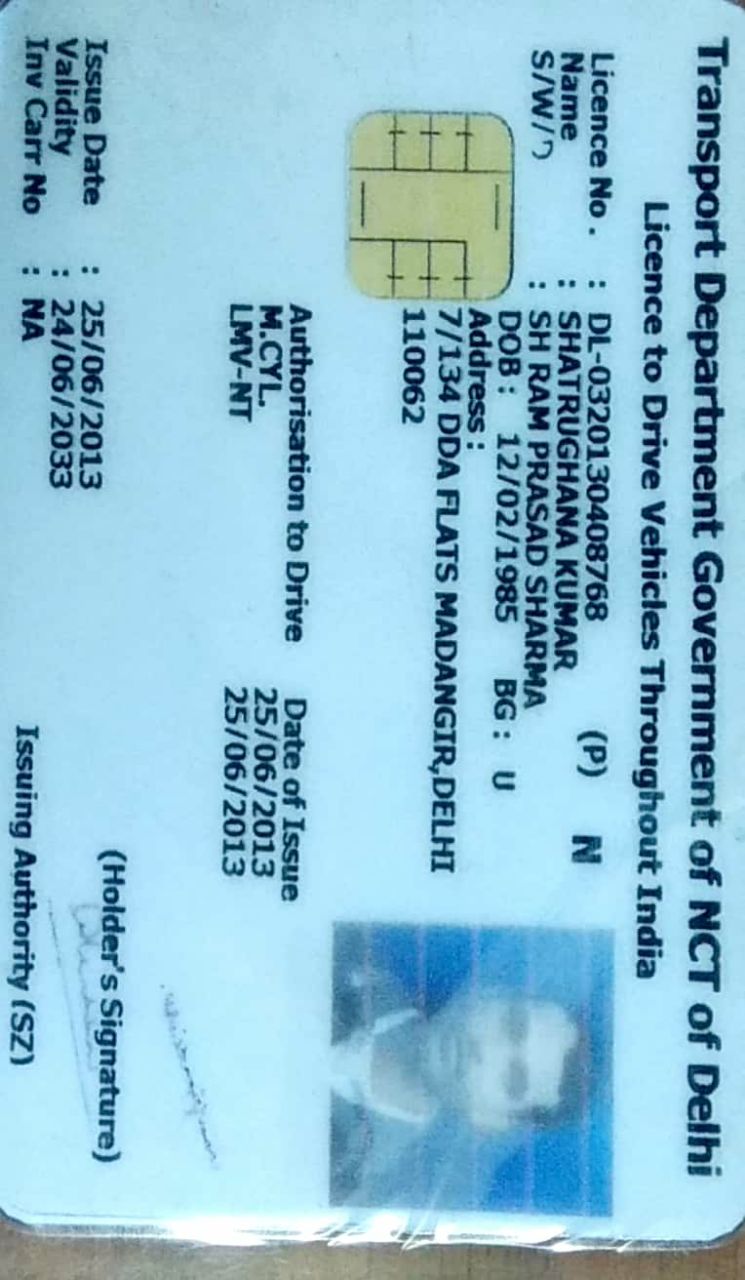 Transport Department Government of NCT of Delhi
Licence to Drive Vehicles Throughout India
Licence No. : DL-0320130408768 (P) N
Name : SHATRUGHANA KUMAR
S/W/D : SH RAM PRASAD SHARMA
DOB : 12/02/1985 BG : U
Address :
7/134 DDA FLATS MADANGIR,DELHI
110062
Authorisation to Drive Date of Issue
M.CYL. 25/06/2013
LMV-NT 25/06/2013
(Holder's Signature)
Issue Date : 25/06/2013
Validity : 24/06/2033
Inv Carr No : NA
Issuing Authority (SZ)